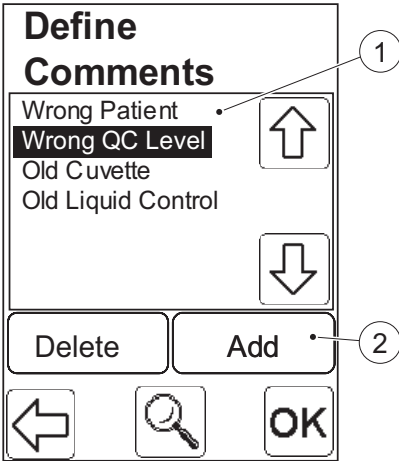 Define
Comments
1
Wrong Patient
Wrong QC Level
Old Cuvette
Old Liquid Control
Delete
Add
2
OK